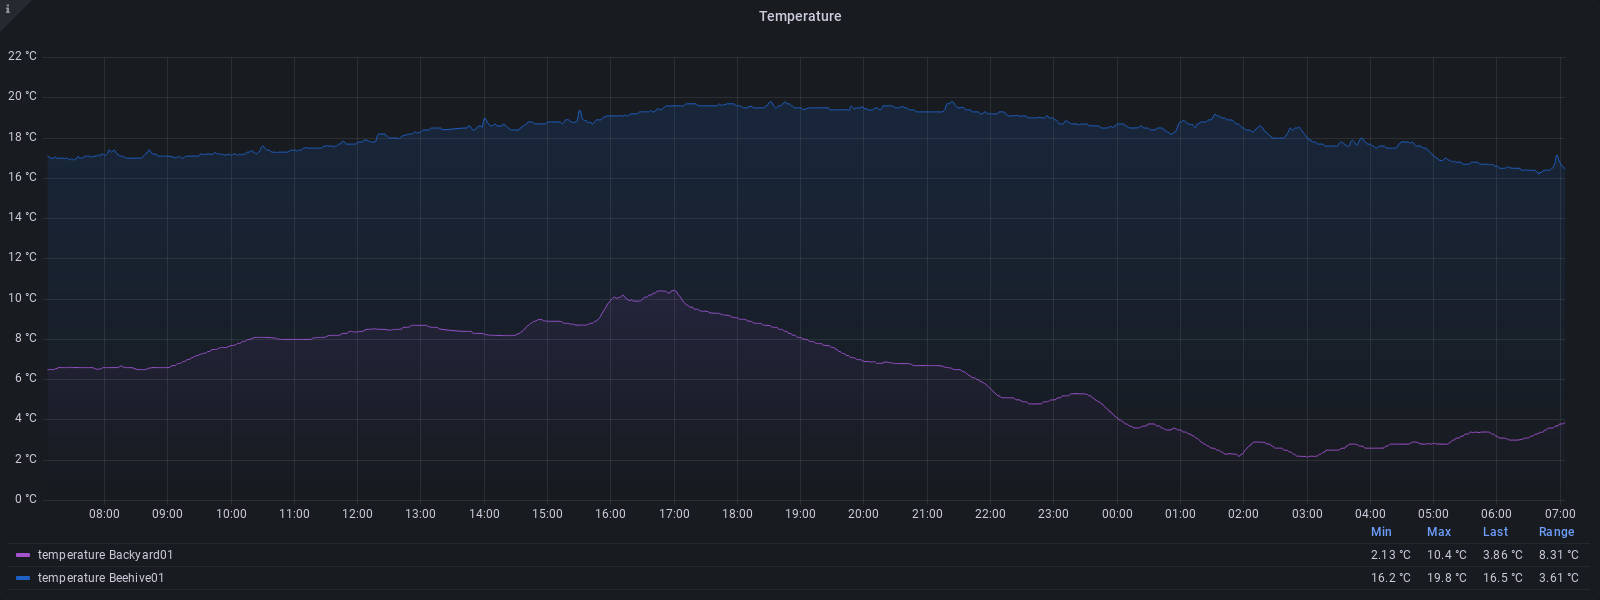 i
Temperature
22 °C
20 °C
18 °C
16 °C
14 °C
12 °C
10 °C
8 °C
6 °C
4 °C
2 °C
0 °C
08:00 09:00 10:00 11:00 12:00 13:00 14:00 15:00 16:00 17:00 18:00 19:00 20:00 21:00 22:00 23:00 00:00 01:00 02:00 03:00 04:00 05:00 06:00 07:00
Min Max Last Range
temperature Backyard01 2.13 °C 10.4 °C 3.86 °C 8.31 °C
temperature Beehive01 16.2 °C 19.8 °C 16.5 °C 3.61 °C